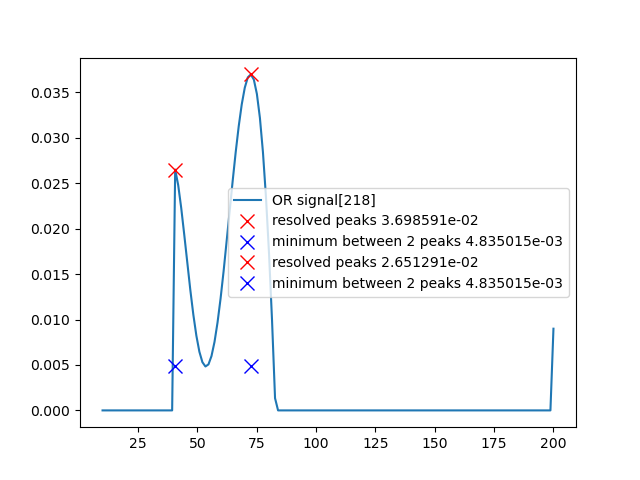 0.035
0.030
0.025
0.020
0.015
0.010
0.005
0.000
OR signal[218]
resolved peaks 3.698591e-02
minimum between 2 peaks 4.835015e-03
resolved peaks 2.651291e-02
minimum between 2 peaks 4.835015e-03
25 50 75 100 125 150 175 200